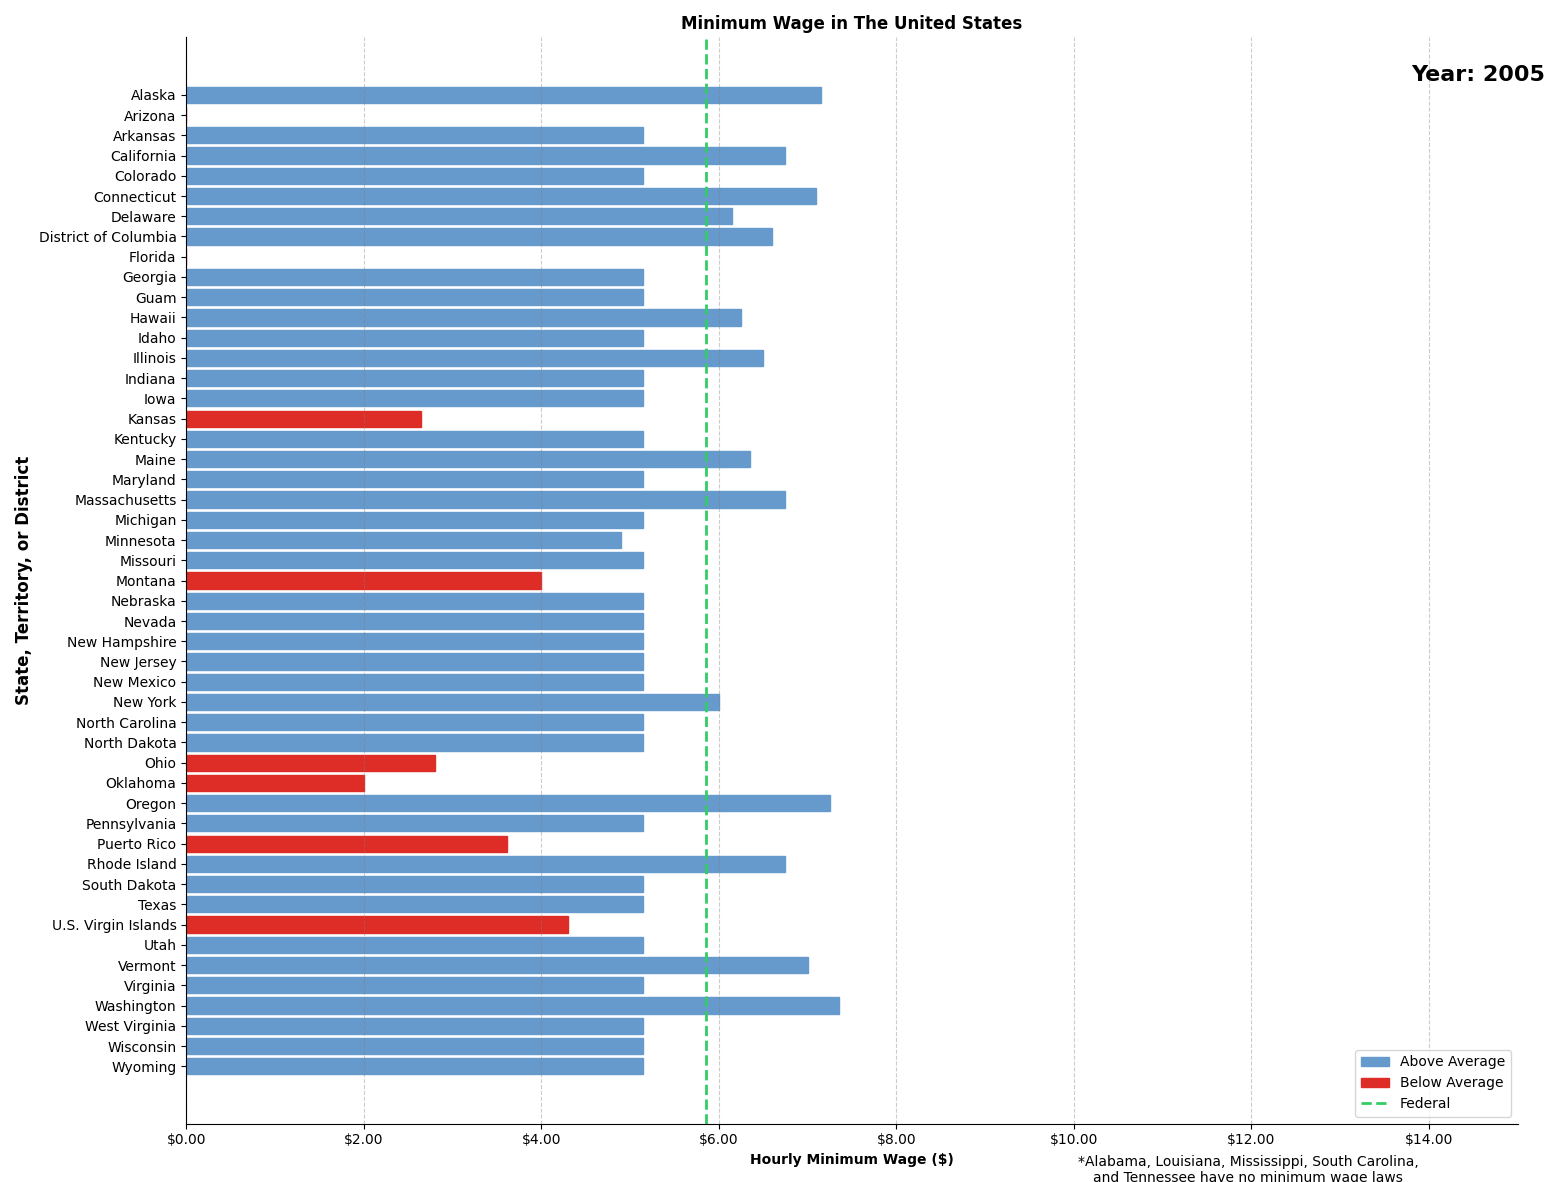 Minimum Wage in The United States
Year: 2005
State, Territory, or District
Alaska
Arizona
Arkansas
California
Colorado
Connecticut
Delaware
District of Columbia
Florida
Georgia
Guam
Hawaii
Idaho
Illinois
Indiana
Iowa
Kansas
Kentucky
Maine
Maryland
Massachusetts
Michigan
Minnesota
Missouri
Montana
Nebraska
Nevada
New Hampshire
New Jersey
New Mexico
New York
North Carolina
North Dakota
Ohio
Oklahoma
Oregon
Pennsylvania
Puerto Rico
Rhode Island
South Dakota
Texas
U.S. Virgin Islands
Utah
Vermont
Virginia
Washington
West Virginia
Wisconsin
Wyoming
Above Average
Below Average
Federal
$0.00 $2.00 $4.00 $6.00 $8.00 $10.00 $12.00 $14.00
Hourly Minimum Wage ($)
*Alabama, Louisiana, Mississippi, South Carolina,
and Tennessee have no minimum wage laws